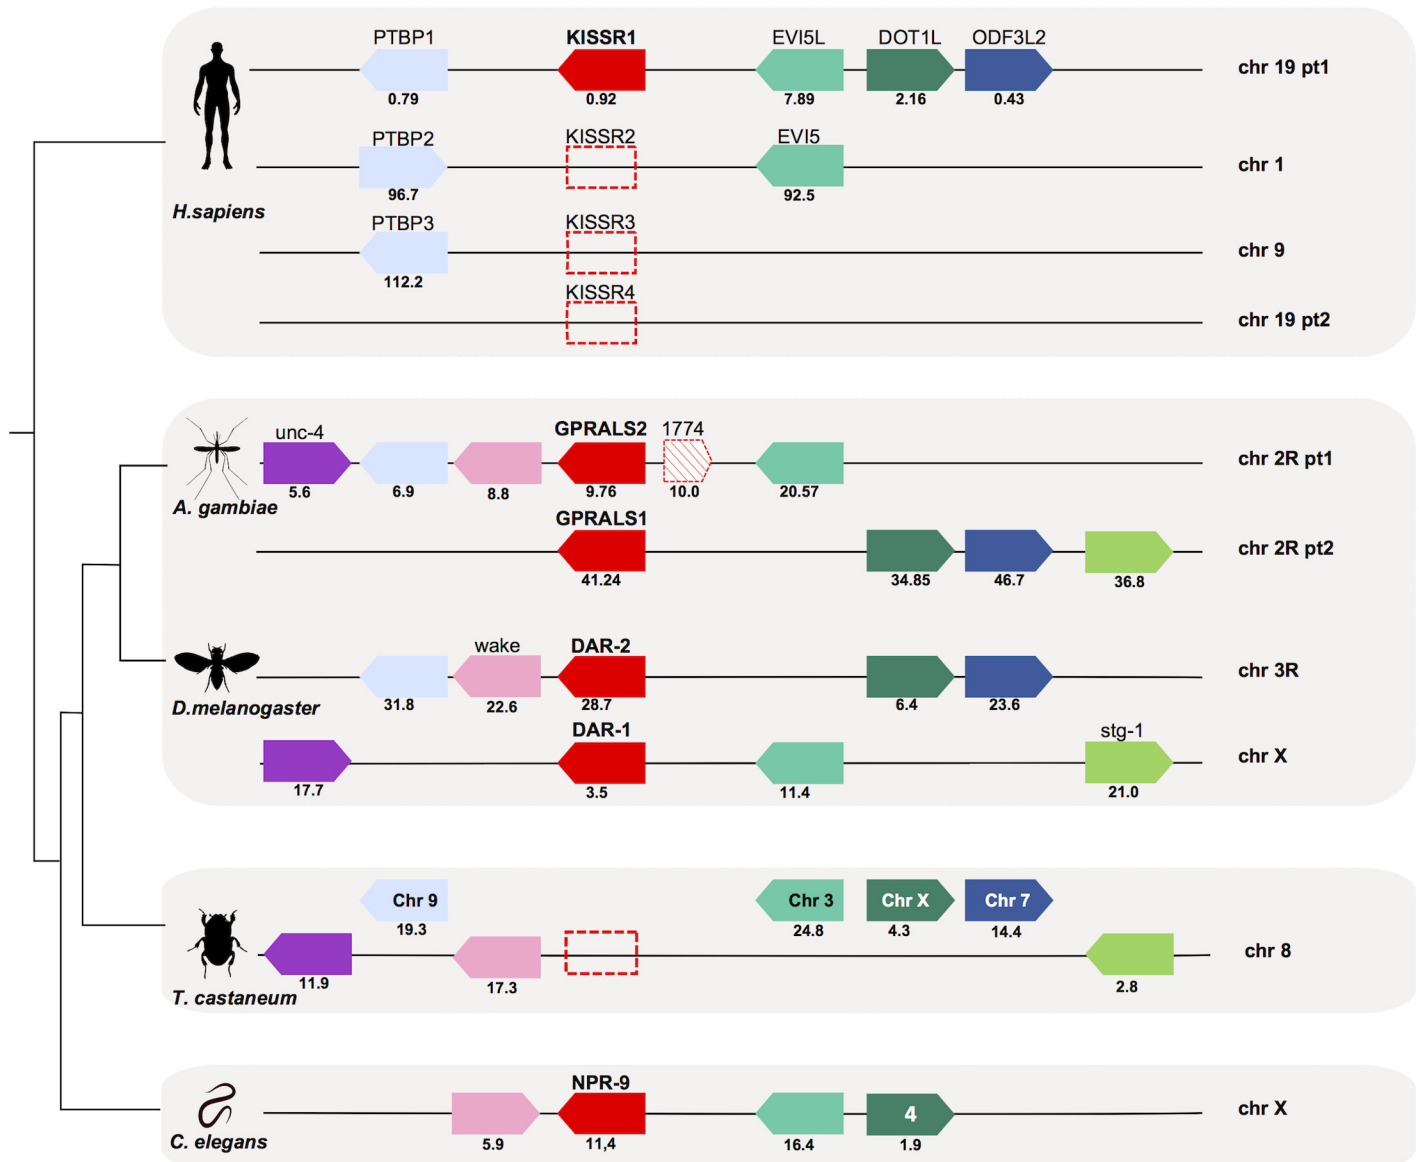 PTBP1 KISSR1 EVI5L DOT1L ODF3L2
chr 19 pt1
0.79 0.92 7.89 2.16 0.43
PTBP2 KISSR2 EVI5
chr 1
96.7 92.5
H.sapiens
PTBP3 KISSR3
chr 9
112.2
KISSR4
chr 19 pt2
unc-4 GPRALS2 1774
chr 2R pt1
5.6 6.9 8.8 9.76 10.0 20.57
A. gambiae
GPRALS1
chr 2R pt2
41.24 34.85 46.7 36.8
wake DAR-2
chr 3R
31.8 22.6 28.7 6.4 23.6
D.melanogaster
DAR-1 stg-1
chr X
17.7 3.5 11.4 21.0
Chr 9 Chr 3 Chr X Chr 7
19.3 24.8 4.3 14.4
chr 8
11.9 17.3 2.8
T. castaneum
NPR-9
4
chr X
5.9 11,4 16.4 1.9
C. elegans